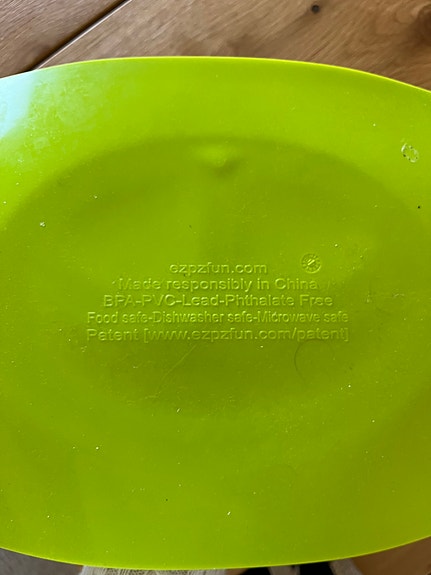 ezpzfun.com
Made responsibly in China
BPA-PVC-Lead-Phthalate Free
Food safe-Dishwasher safe-Microwave safe
Patent [www.ezpzfun.com/patent]